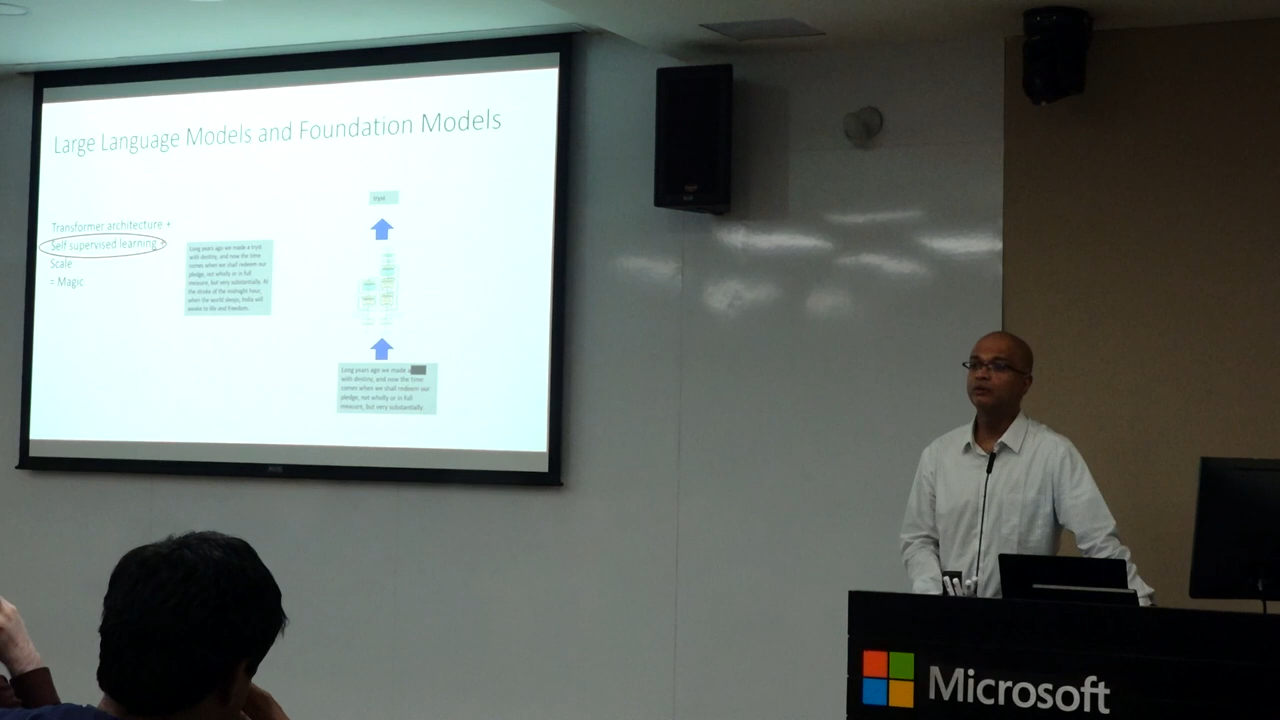 Large Language Models and Foundation Models
Transformer architecture +
Self supervised learning +
Scale
= Magic
Long years ago we made a tryst
with destiny, and now the time
comes when we shall redeem our
pledge, not wholly or in full
measure, but very substantially. At
the stroke of the midnight hour,
when the world sleeps, India will
awake to life and freedom.
tryst
Long years ago we made a
with destiny, and now the time
comes when we shall redeem our
pledge, not wholly or in full
measure, but very substantially.
Microsoft